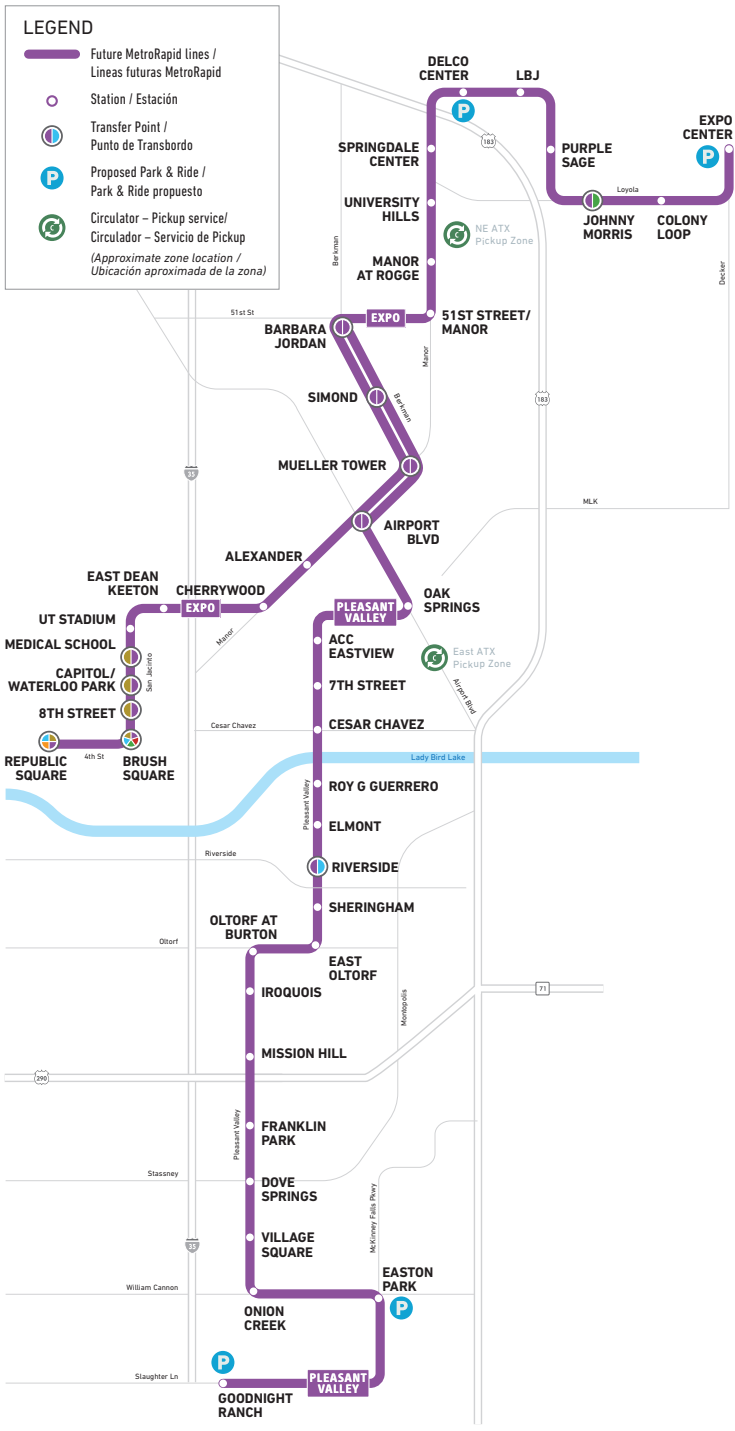 LEGEND
Future MetroRapid lines /
Lineas futuras MetroRapid
Station / Estación
Transfer Point /
Punto de Transbordo
P
Proposed Park & Ride /
Park & Ride propuesto
C
Circulator – Pickup service/
Circulador – Servicio de Pickup
(Approximate zone location /
Ubicación aproximada de la zona)
DELCO
CENTER
P
LBJ
EXPO
CENTER
P
183
SPRINGDALE
CENTER
PURPLE
SAGE
Loyola
UNIVERSITY
HILLS
JOHNNY
MORRIS
COLONY
LOOP
C
NE ATX
Pickup Zone
Berkman
MANOR
AT ROGGE
Decker
51st St
EXPO
51ST STREET/
MANOR
BARBARA
JORDAN
Manor
SIMOND
Berkman
183
MUELLER TOWER
35
MLK
AIRPORT
BLVD
ALEXANDER
EAST DEAN
KEETON
CHERRYWOOD
EXPO
PLEASANT
VALLEY
OAK
SPRINGS
UT STADIUM
Manor
ACC
EASTVIEW
MEDICAL SCHOOL
C
East ATX
Pickup Zone
San Jacinto
CAPITOL/
WATERLOO PARK
7TH STREET
Airport Blvd
8TH STREET
Cesar Chavez
CESAR CHAVEZ
4th St
REPUBLIC
SQUARE
BRUSH
SQUARE
Lady Bird Lake
Pleasant Valley
ROY G GUERRERO
ELMONT
Riverside
RIVERSIDE
SHERINGHAM
OLTORF AT
BURTON
Oltorf
EAST
OLTORF
IROQUOIS
71
Montopolis
MISSION HILL
290
FRANKLIN
PARK
Pleasant Valley
Stassney
DOVE
SPRINGS
McKinney Falls Pkwy
VILLAGE
SQUARE
35
EASTON
PARK
William Cannon
P
ONION
CREEK
P
Slaughter Ln
PLEASANT
VALLEY
GOODNIGHT
RANCH